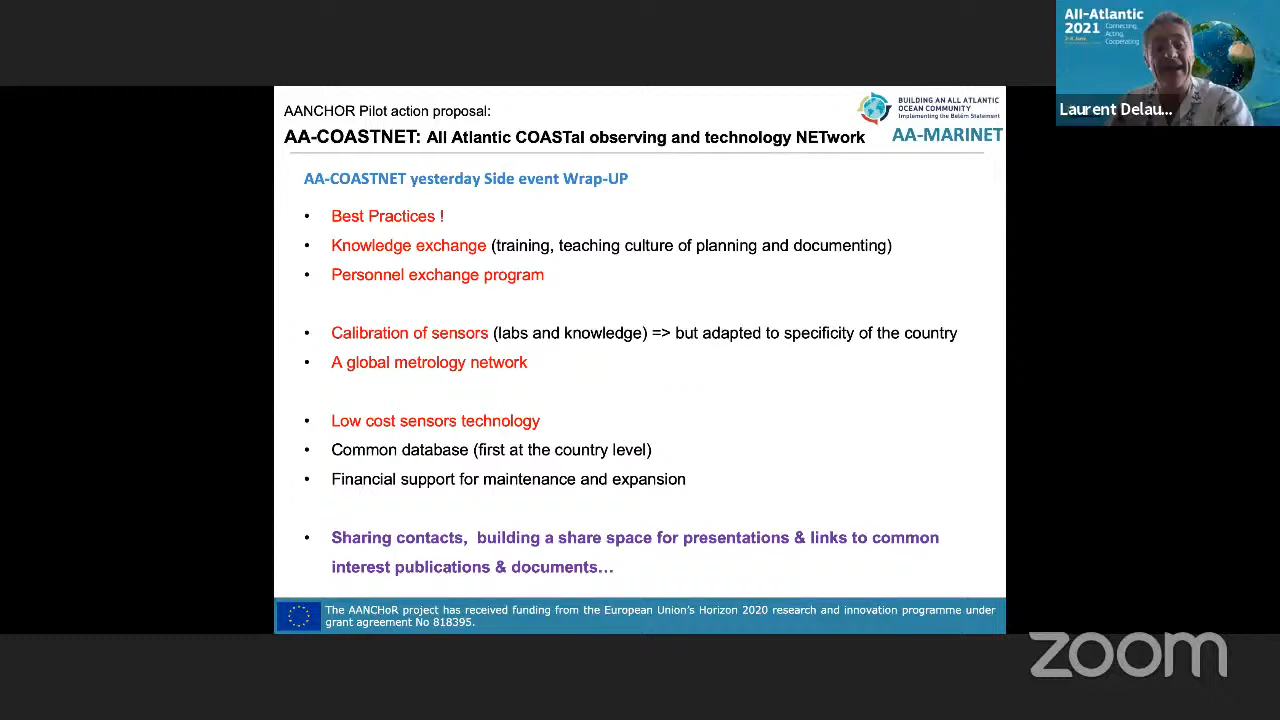 All-Atlantic
2021
Connecting,
Acting,
Cooperating
Laurent Delau...
AANCHOR Pilot action proposal:
AA-COASTNET: All Atlantic COASTal observing and technology NETwork
BUILDING AN ALL ATLANTIC
OCEAN COMMUNITY
Implementing the Belém Statement
AA-MARINET
AA-COASTNET yesterday Side event Wrap-UP
• Best Practices !
• Knowledge exchange (training, teaching culture of planning and documenting)
• Personnel exchange program
• Calibration of sensors (labs and knowledge) => but adapted to specificity of the country
• A global metrology network
• Low cost sensors technology
• Common database (first at the country level)
• Financial support for maintenance and expansion
• Sharing contacts, building a share space for presentations & links to common
interest publications & documents…
The AANCHoR project has received funding from the European Union's Horizon 2020 research and innovation programme under
grant agreement No 818395.
zoom